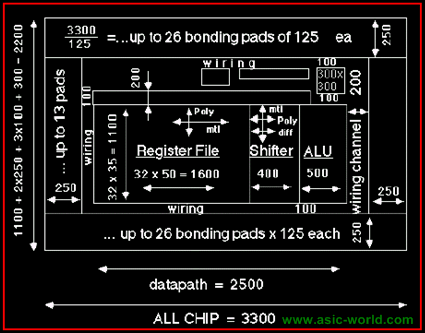 3300
125
=...up to 26 bonding pads of 125 ea
250
wiring
100
300x
300
100
200
200
100
1100 + 2x250 + 3x100 + 300 = 2200
... up to 13 pads
250
wiring
32 x 35 = 1100
Poly
mtl
mtl
Poly
diff
Register File
Shifter
ALU
32 x 50 = 1600
400
500
wiring
100
wiring channel
250
... up to 26 bonding pads x 125 each
250
datapath = 2500
ALL CHIP = 3300
www.asic-world.com